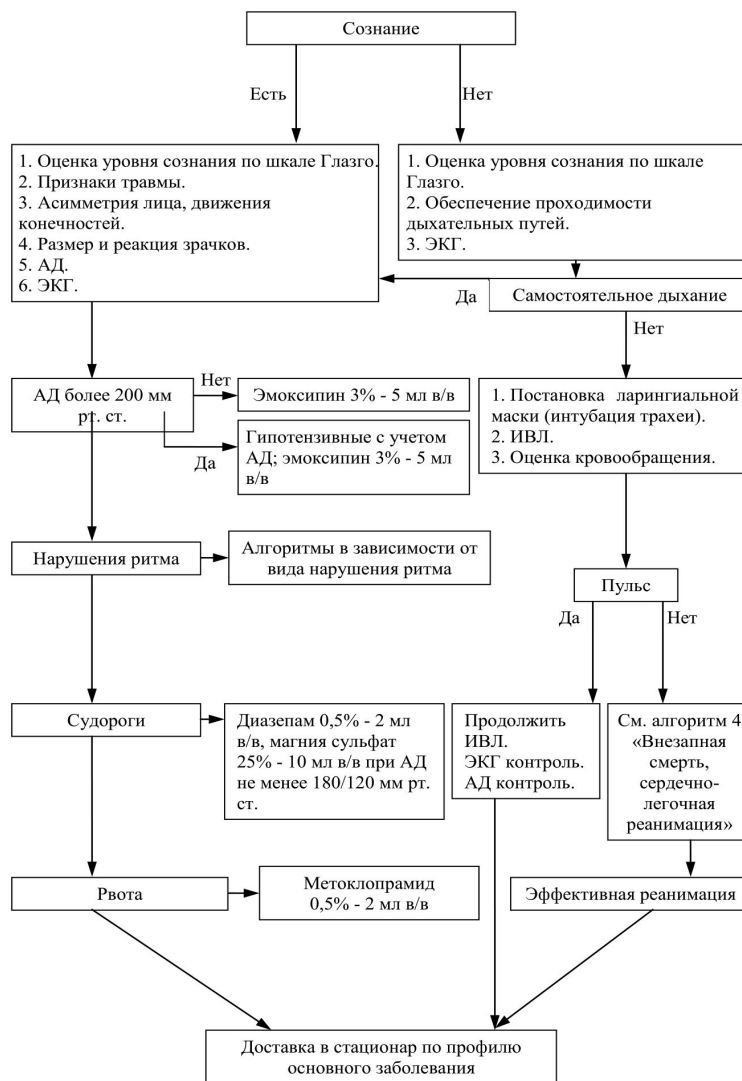 Сознание
Есть
Нет
1. Оценка уровня сознания по шкале Глазго.
2. Признаки травмы.
3. Асимметрия лица, движения
конечностей.
4. Размер и реакция зрачков.
5. АД.
6. ЭКГ.
1. Оценка уровня сознания по шкале
Глазго.
2. Обеспечение проходимости
дыхательных путей.
3. ЭКГ.
Да
Самостоятельное дыхание
Нет
АД более 200 мм
рт. ст.
Нет
Эмоксипин 3% - 5 мл в/в
Да
Гипотензивные с учетом
АД; эмоксипин 3% - 5 мл
в/в
1. Постановка ларингиальной
маски (интубация трахеи).
2. ИВЛ.
3. Оценка кровообращения.
Нарушения ритма
Алгоритмы в зависимости от
вида нарушения ритма
Пульс
Да
Нет
Судороги
Диазепам 0,5% - 2 мл
в/в, магния сульфат
25% - 10 мл в/в при АД
не менее 180/120 мм рт.
ст.
Продолжить
ИВЛ.
ЭКГ контроль.
АД контроль.
См. алгоритм 4
«Внезапная
смерть,
сердечно-
легочная
реанимация»
Рвота
Метоклопрамид
0,5% - 2 мл в/в
Эффективная реанимация
Доставка в стационар по профилю
основного заболевания